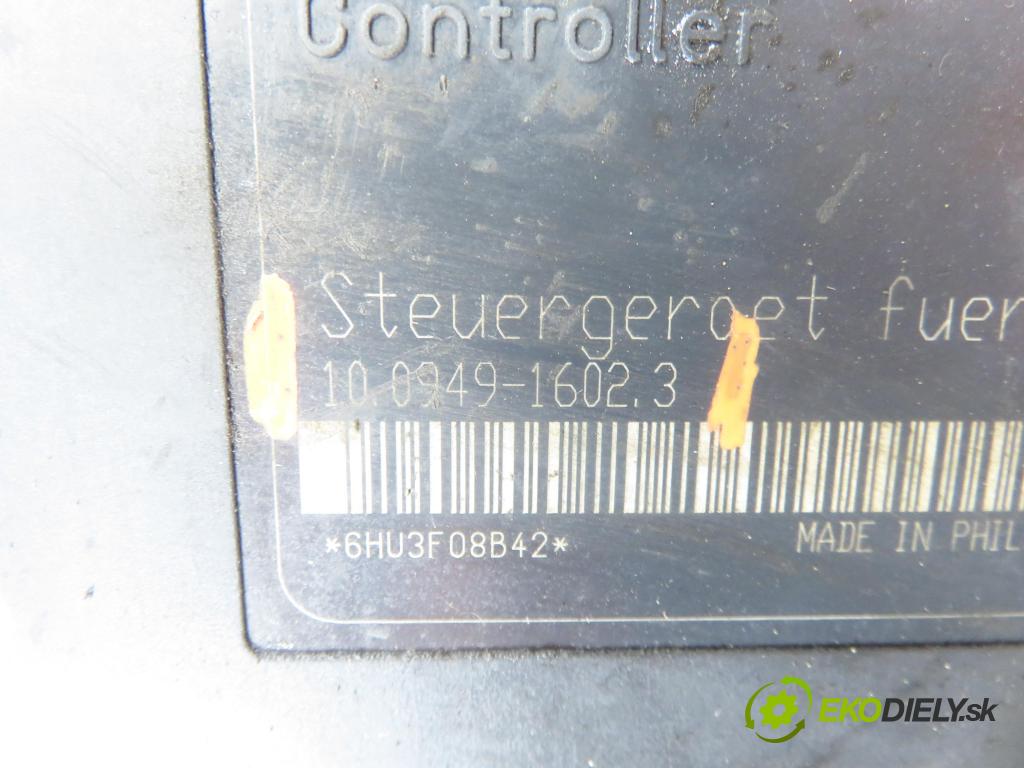 Controller
Steuergeraet fuer
10.0949-1602.3
*6HU3F08B42*
MADE IN PHIL
EKODIELY.sk